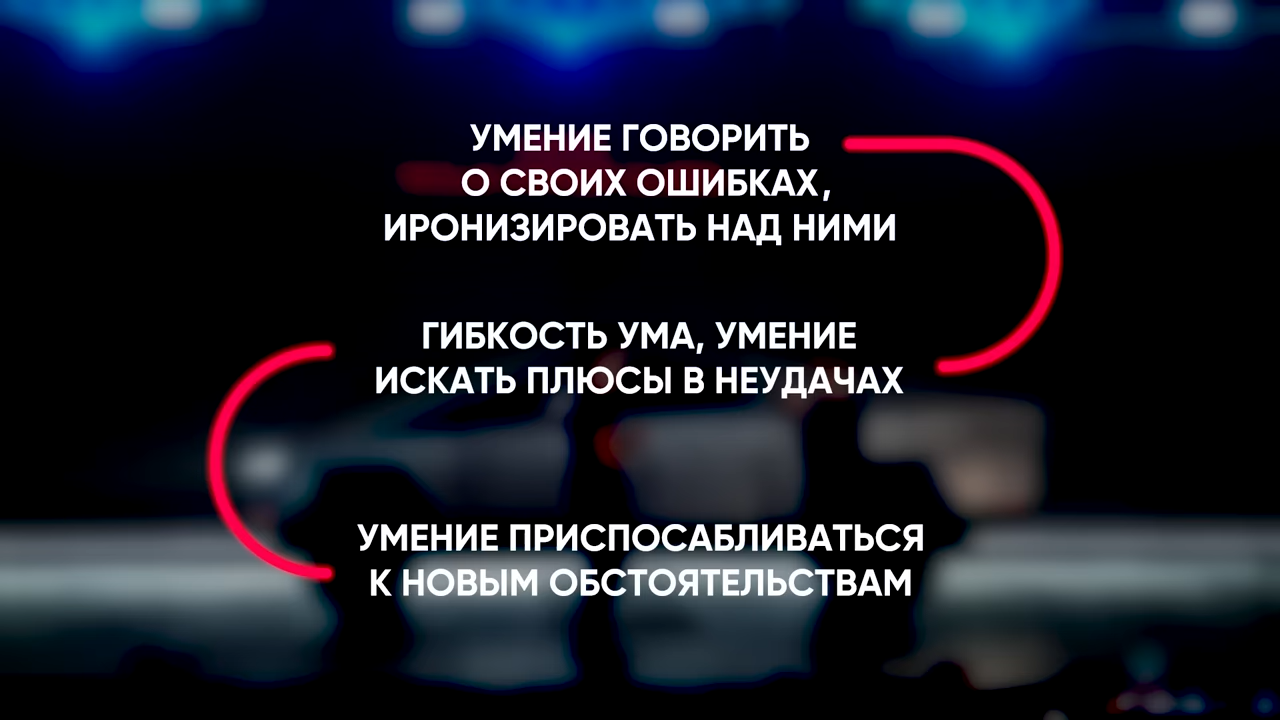 УМЕНИЕ ГОВОРИТЬ
О СВОИХ ОШИБКАХ,
ИРОНИЗИРОВАТЬ НАД НИМИ
ГИБКОСТЬ УМА, УМЕНИЕ
ИСКАТЬ ПЛЮСЫ В НЕУДАЧАХ
УМЕНИЕ ПРИСПОСАБЛИВАТЬСЯ
К НОВЫМ ОБСТОЯТЕЛЬСТВАМ